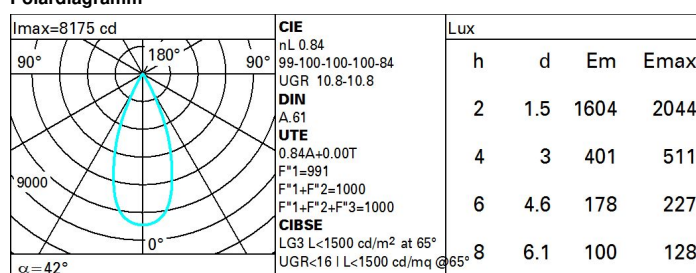 Polardiagramm
Imax=8175 cd
90° 180° 90°
9000
0°
α=42°
CIE
nL 0.84
99-100-100-100-84
UGR 10.8-10.8
DIN
A.61
UTE
0.84A+0.00T
F"1=991
F"1+F"2=1000
F"1+F"2+F"3=1000
CIBSE
LG3 L<1500 cd/m² at 65°
UGR<16 | L<1500 cd/mq @65°
Lux
h d Em Emax
2 1.5 1604 2044
4 3 401 511
6 4.6 178 227
8 6.1 100 128